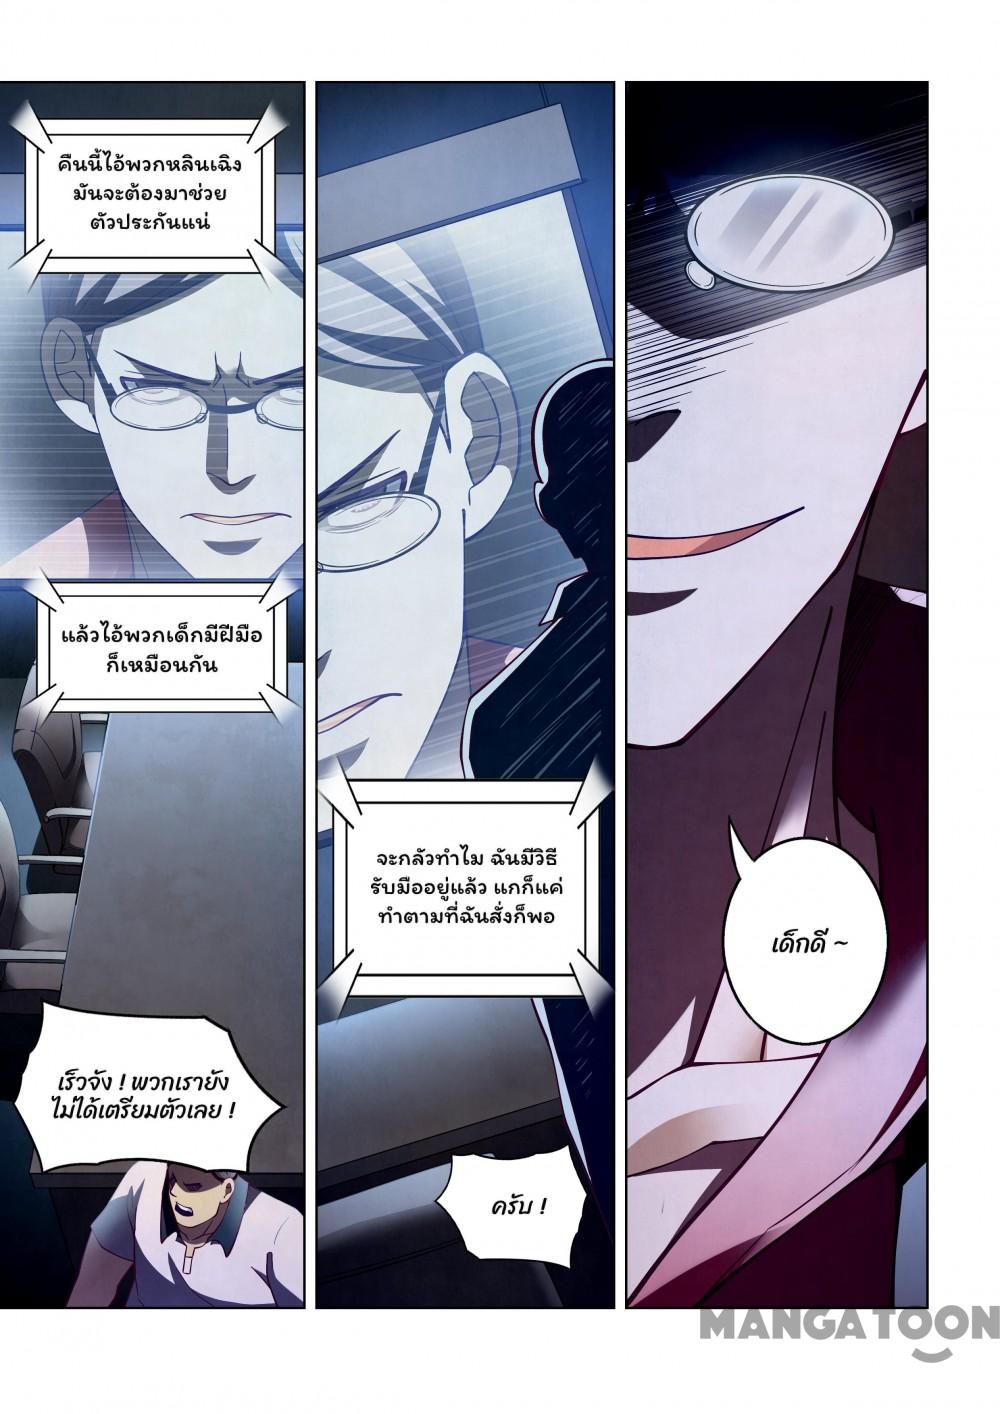 คืนนี้ไอ้พวกหลินเฉิง
มันจะต้องมาช่วย
ตัวประกันแน่
แล้วไอ้พวกเด็กมีฝีมือ
ก็เหมือนกัน
เร็วจัง ! พวกเรายัง
ไม่ได้เตรียมตัวเลย !
จะกลัวทำไม ฉันมีวิธี
รับมืออยู่แล้ว แกก็แค่
ทำตามที่ฉันสั่งก็พอ
ครับ !
เด็กดี ~
MANGATOON